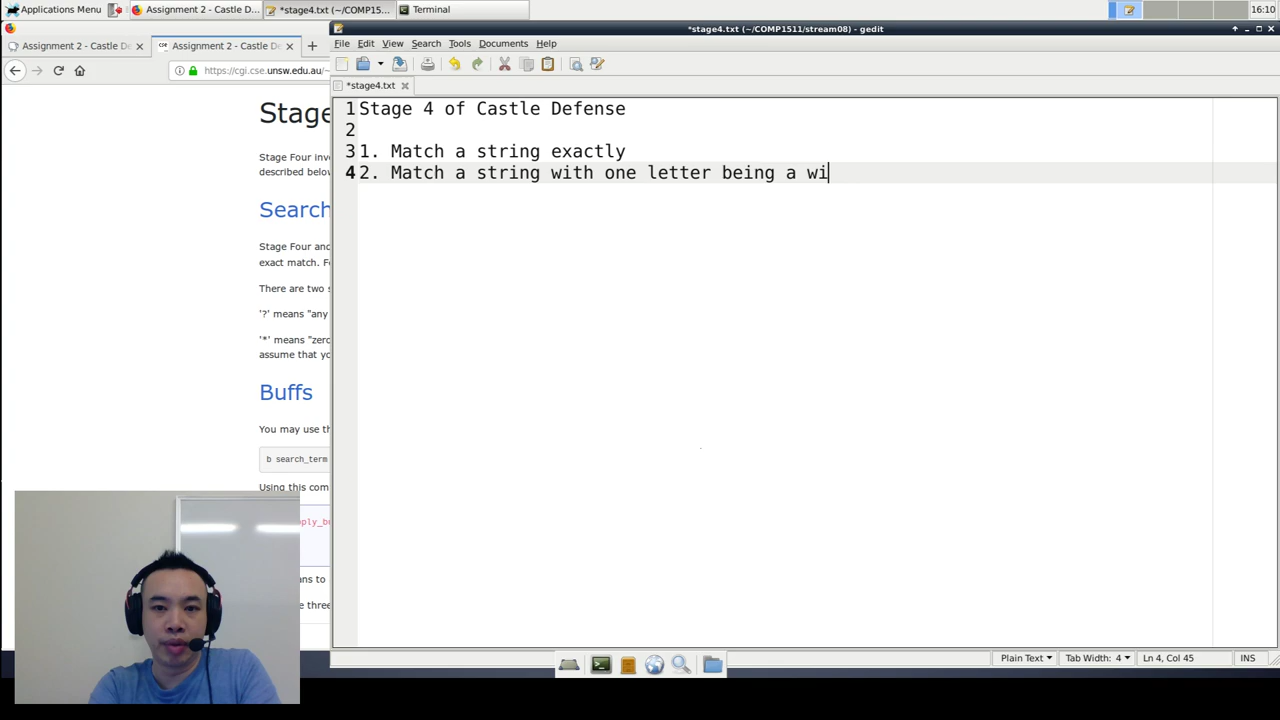 Applications Menu
Assignment 2 - Castle D...
*stage4.txt (~/COMP15...
Terminal
16:10
Assignment 2 - Castle De
Assignment 2 - Castle D
https://cgi.cse.unsw.edu.au/~
Stage
Stage Four inv
described below
Search
Stage Four and
exact match. F
There are two s
'?' means "any
'*' means "zero
assume that yo
Buffs
You may use th
b search_term
Using this com
pply_bu
ans to
e three
*stage4.txt (~/COMP1511/stream08) - gedit
File Edit View Search Tools Documents Help
*stage4.txt
1 Stage 4 of Castle Defense
2
3 1. Match a string exactly
4 2. Match a string with one letter being a wi
Plain Text
Tab Width: 4
Ln 4, Col 45
INS